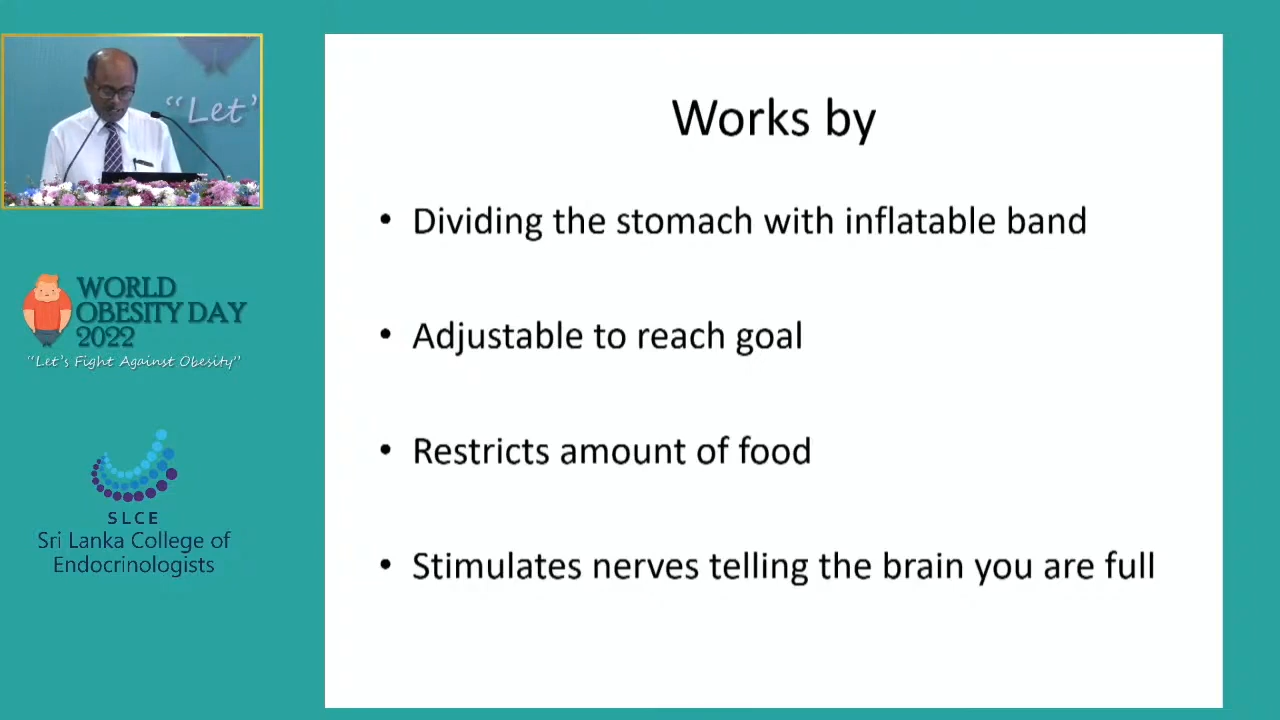 “Let’
WORLD
OBESITY DAY
2022
“Let’s Fight Against Obesity”
SLCE
Sri Lanka College of
Endocrinologists
Works by
• Dividing the stomach with inflatable band
• Adjustable to reach goal
• Restricts amount of food
• Stimulates nerves telling the brain you are full